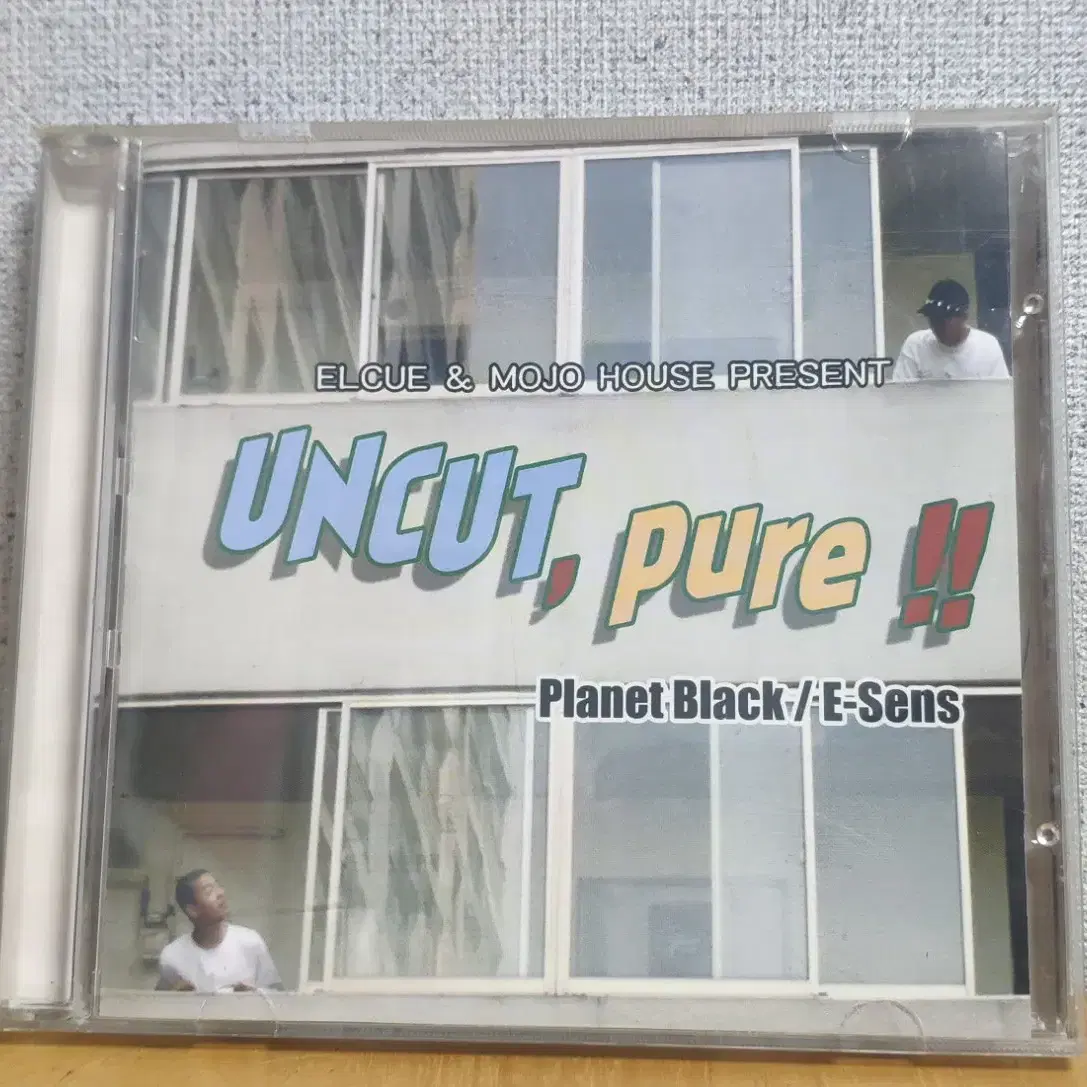 ELCUE & MOJO HOUSE PRESENT
UNCUT, pure !!
Planet Black / E-Sens